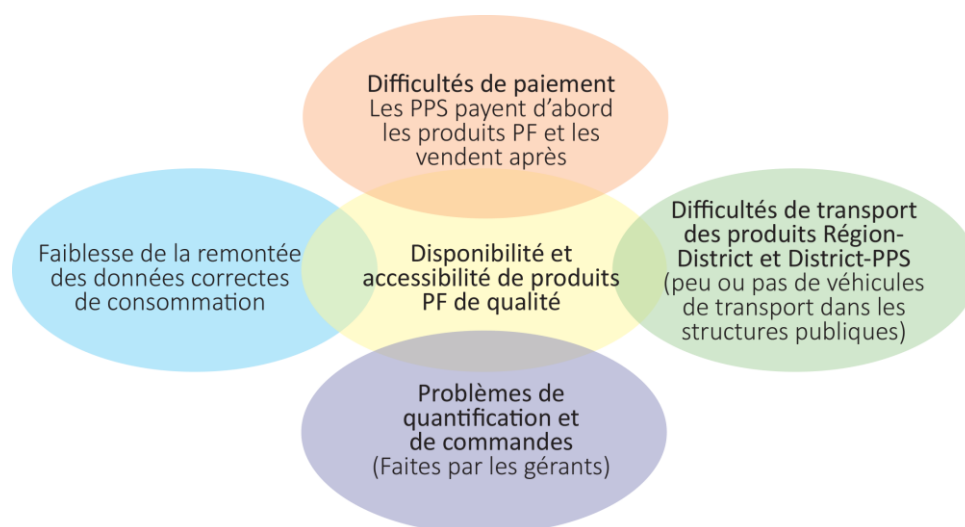 Difficultés de paiement
Les PPS payent d’abord
les produits PF et les
vendent après
Faiblesse de la remontée
des données correctes
de consommation
Disponibilité et
accessibilité de produits
PF de qualité
Difficultés de transport
des produits Région-
District et District-PPS
(peu ou pas de véhicules
de transport dans les
structures publiques)
Problèmes de
quantification et
de commandes
(Faites par les gérants)